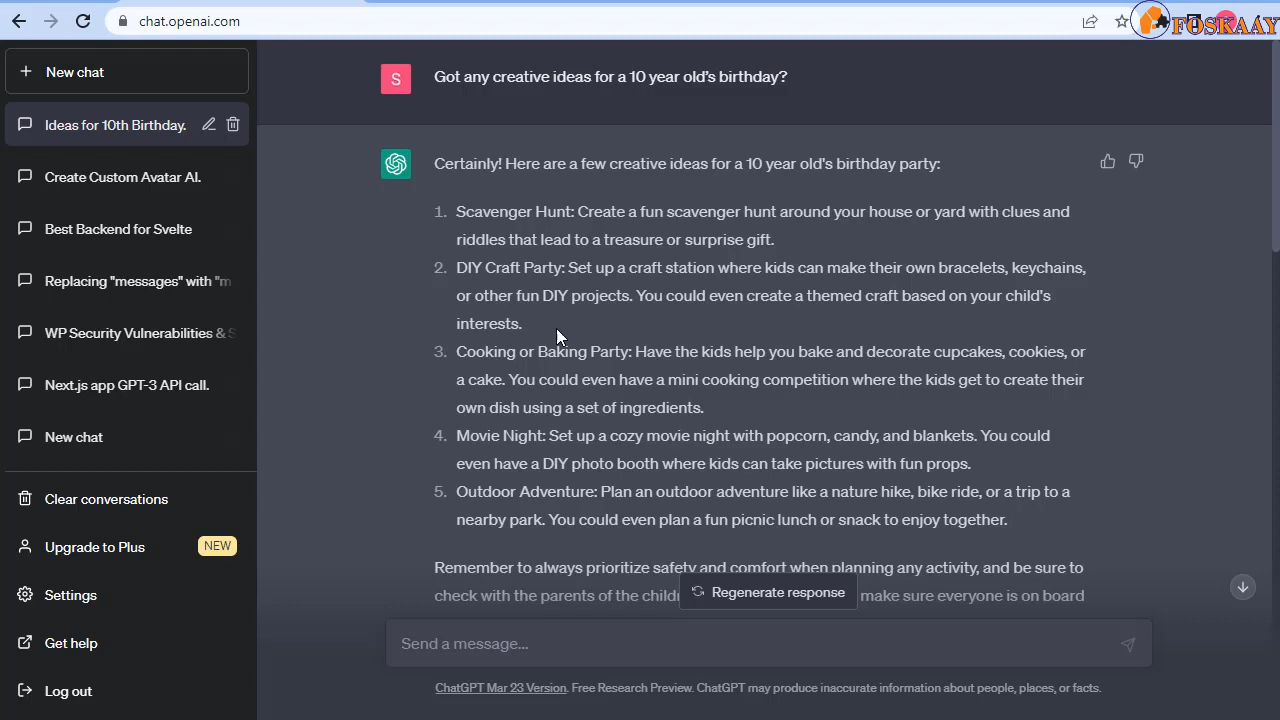 chat.openai.com
FOSKAAY
New chat
Ideas for 10th Birthday.
Create Custom Avatar AI.
Best Backend for Svelte
Replacing "messages" with "m
WP Security Vulnerabilities & S
Next.js app GPT-3 API call.
New chat
Clear conversations
Upgrade to Plus
NEW
Settings
Get help
Log out
S
Got any creative ideas for a 10 year old's birthday?
Certainly! Here are a few creative ideas for a 10 year old's birthday party:
1. Scavenger Hunt: Create a fun scavenger hunt around your house or yard with clues and
riddles that lead to a treasure or surprise gift.
2. DIY Craft Party: Set up a craft station where kids can make their own bracelets, keychains,
or other fun DIY projects. You could even create a themed craft based on your child's
interests.
3. Cooking or Baking Party: Have the kids help you bake and decorate cupcakes, cookies, or
a cake. You could even have a mini cooking competition where the kids get to create their
own dish using a set of ingredients.
4. Movie Night: Set up a cozy movie night with popcorn, candy, and blankets. You could
even have a DIY photo booth where kids can take pictures with fun props.
5. Outdoor Adventure: Plan an outdoor adventure like a nature hike, bike ride, or a trip to a
nearby park. You could even plan a fun picnic lunch or snack to enjoy together.
Remember to always prioritize safety and comfort when planning any activity, and be sure to
check with the parents of the make sure everyone is on board
Regenerate response
Send a message...
ChatGPT Mar 23 Version. Free Research Preview. ChatGPT may produce inaccurate information about people, places, or facts.